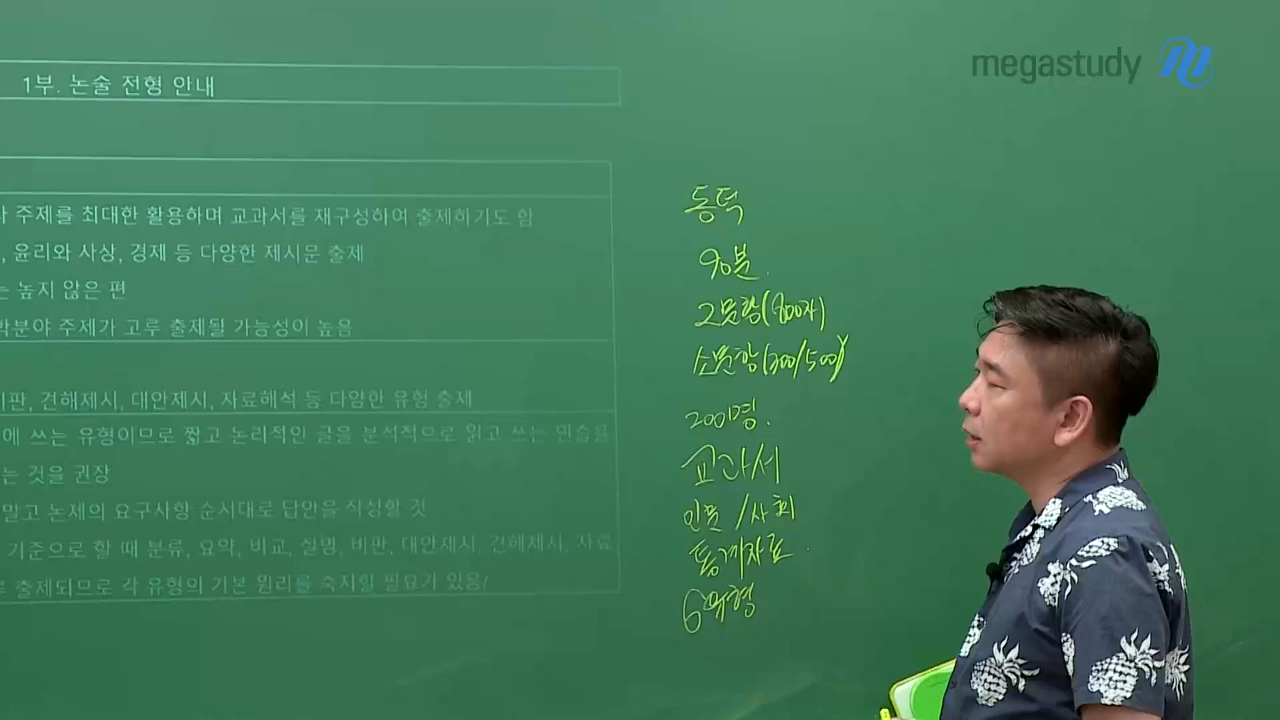 megastudy
1부. 논술 전형 안내
주제를 최대한 활용하며 교과서를 재구성하여 출제하기도 함
, 윤리와 사상, 경제 등 다양한 제시문 출제
는 높지 않은 편
학분야 주제가 고루 출제될 가능성이 높음
비판, 견해제시, 대안제시, 자료해석 등 다양한 유형 출제
에 쓰는 유형이므로 짧고 논리적인 글을 분석적으로 읽고 쓰는 연습을
는 것을 권장
말고 논제의 요구사항 순서대로 답안을 작성할 것
기준으로 할 때 분류, 요약, 비교, 설명, 비판, 대안제시, 견해제시, 자료
로 출제되므로 각 유형의 기본 원리를 숙지할 필요가 있음/
동덕
90분.
2문항(800자)
소문항(300/500)
200명.
교과서
인문/사회
통계자료.
6유형